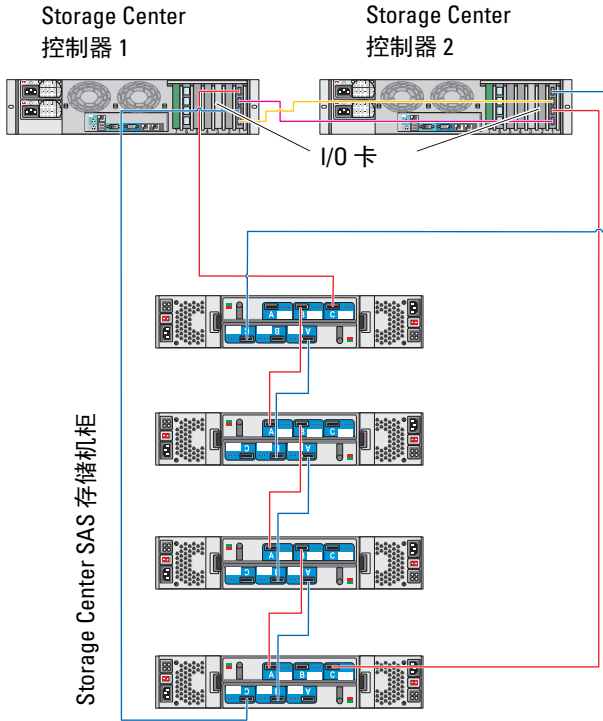 Storage Center
控制器 1
Storage Center
控制器 2
I/O 卡
Storage Center SAS 存储机柜
A B C
C B A
A B C
C B A
A B C
C B A
A B C
C B A